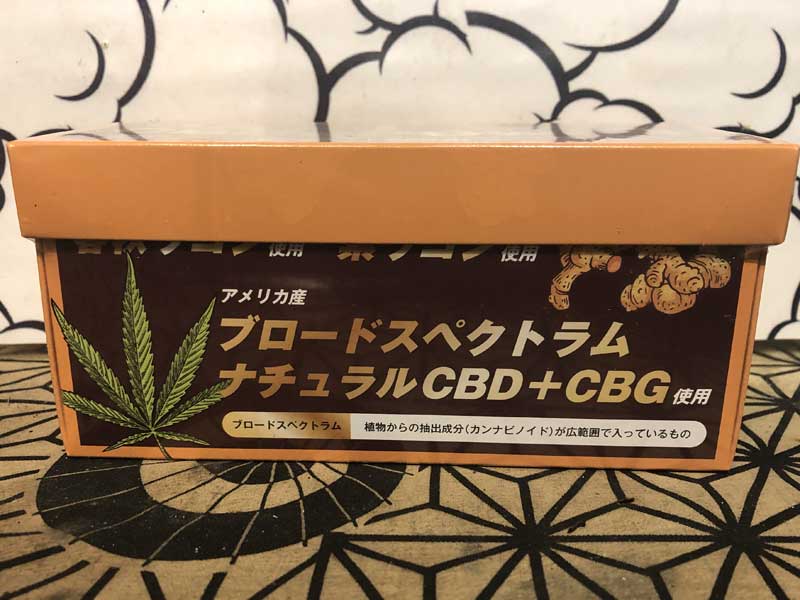 使用 使用
アメリカ産
ブロードスペクトラム
ナチュラルCBD+CBG使用
ブロードスペクトラム 植物からの抽出成分(カンナビノイド)が広範囲で入っているもの